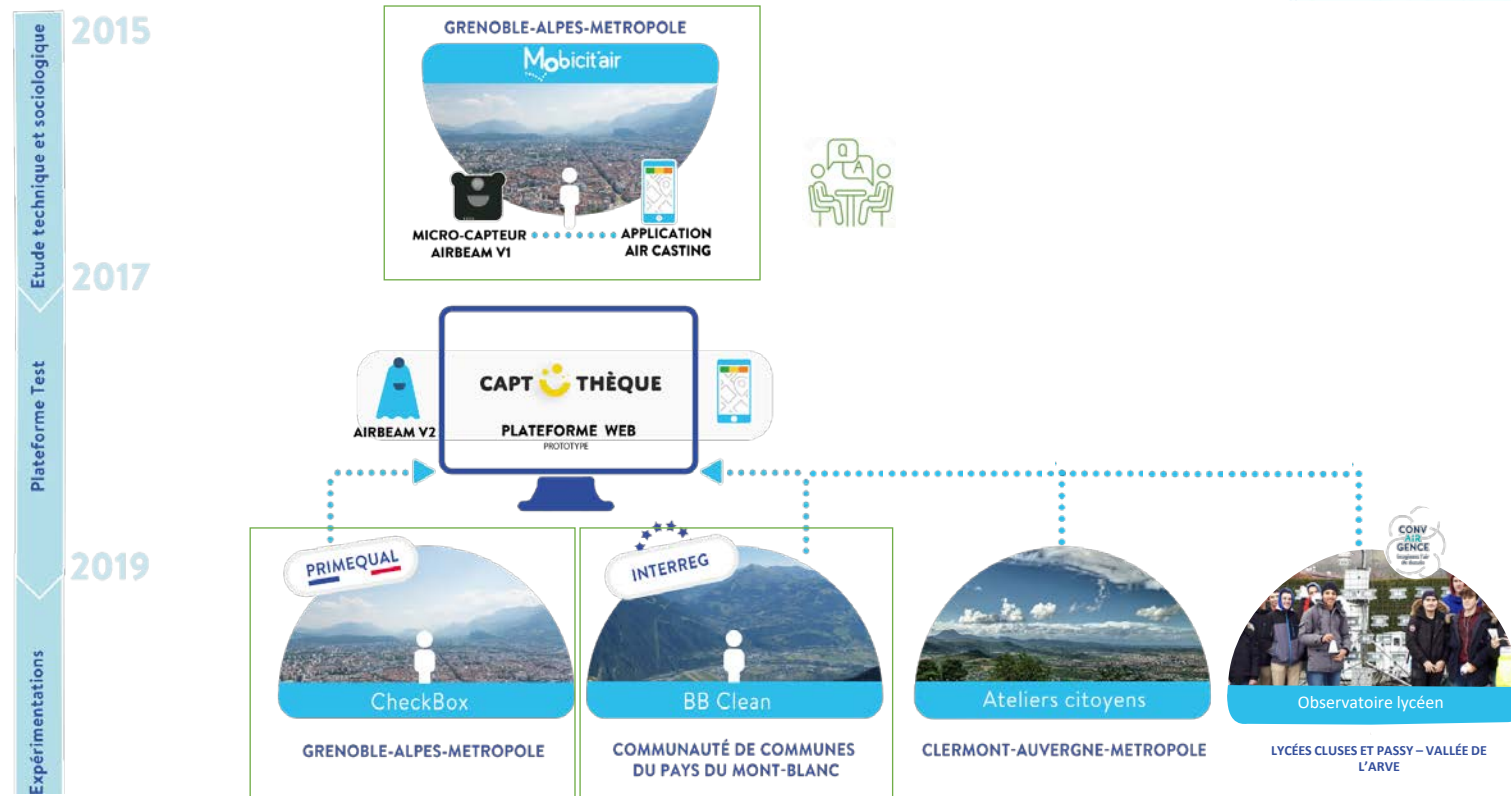 2015
Etude technique et sociologique
GRENOBLE-ALPES-METROPOLE
Mobicit'air
Q
A
MICRO-CAPTEUR
AIRBEAM V1
APPLICATION
AIR CASTING
2017
Plateforme Test
CAPT THÈQUE
AIRBEAM V2
PLATEFORME WEB
PROTOTYPE
2019
Expérimentations
PRIMEQUAL
CheckBox
GRENOBLE-ALPES-METROPOLE
INTERREG
BB Clean
COMMUNAUTÉ DE COMMUNES
DU PAYS DU MONT-BLANC
Ateliers citoyens
CLERMONT-AUVERGNE-METROPOLE
CONV
AIR
GENCE
Observatoire lycéen
LYCÉES CLUSES ET PASSY – VALLÉE DE
L'ARVE